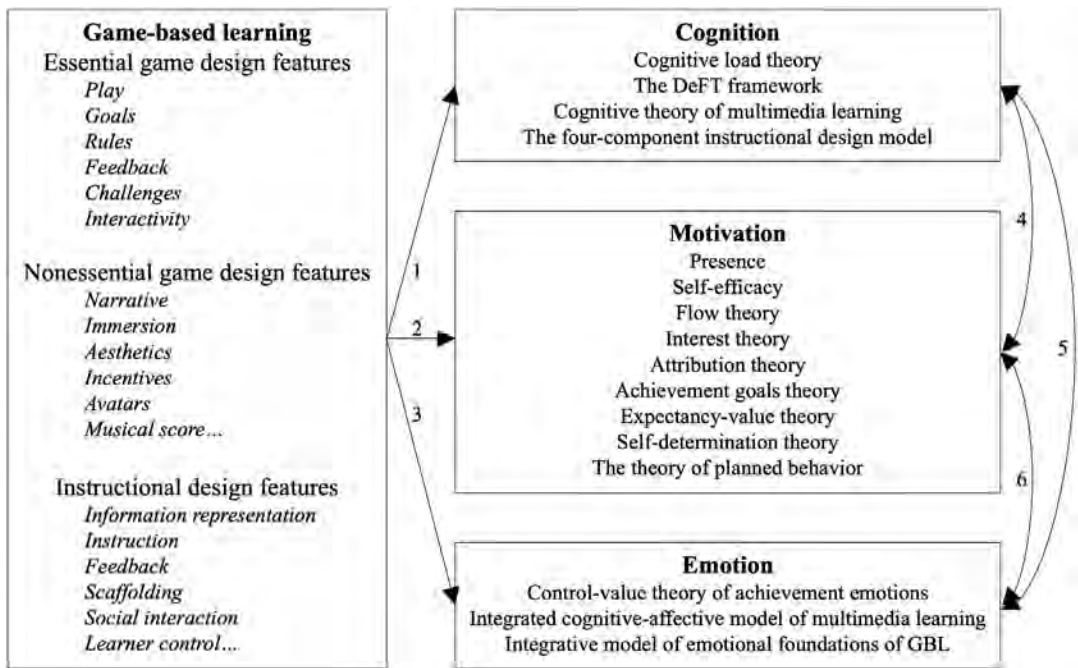 Game-based learning
Essential game design features
Play
Goals
Rules
Feedback
Challenges
Interactivity
Nonessential game design features
Narrative
Immersion
Aesthetics
Incentives
Avatars
Musical score…
Instructional design features
Information representation
Instruction
Feedback
Scaffolding
Social interaction
Learner control…
1
2
3
Cognition
Cognitive load theory
The DeFT framework
Cognitive theory of multimedia learning
The four-component instructional design model
Motivation
Presence
Self-efficacy
Flow theory
Interest theory
Attribution theory
Achievement goals theory
Expectancy-value theory
Self-determination theory
The theory of planned behavior
Emotion
Control-value theory of achievement emotions
Integrated cognitive-affective model of multimedia learning
Integrative model of emotional foundations of GBL
4
5
6